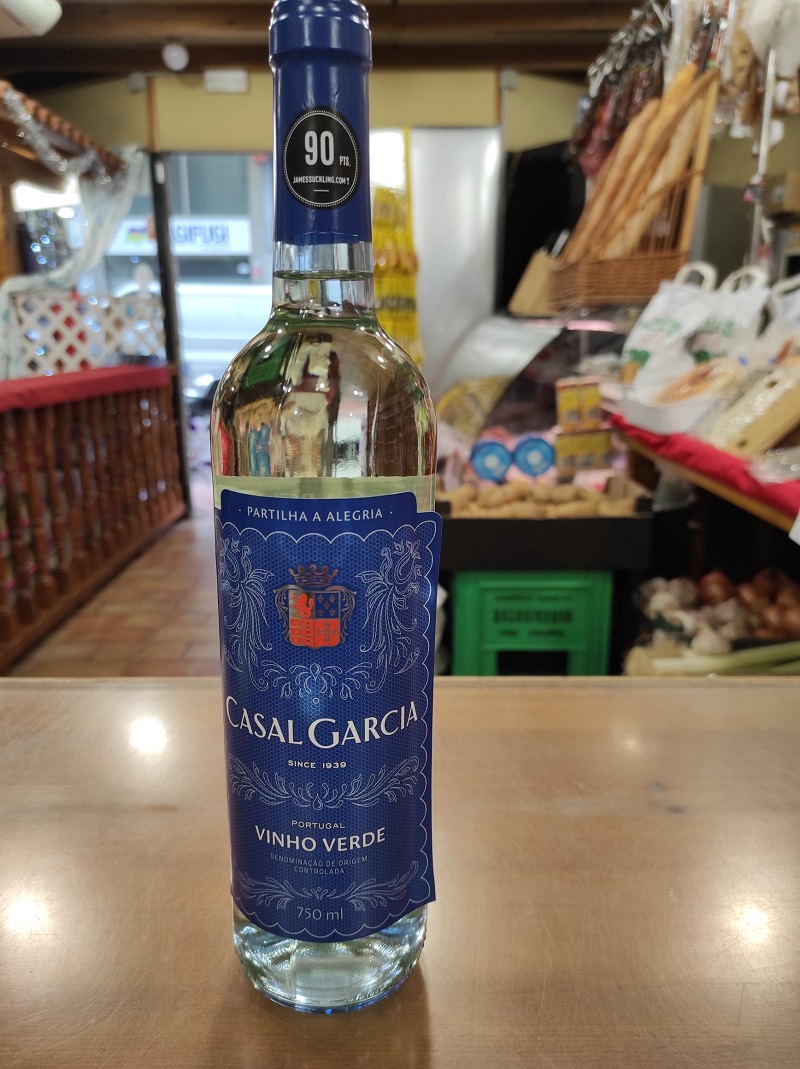 90 PTS.
JAMESSUCKLING.COM
· PARTILHA A ALEGRIA ·
CASAL GARCIA
SINCE 1939
PORTUGAL
VINHO VERDE
DENOMINAÇÃO DE ORIGEM
CONTROLADA
750 ml